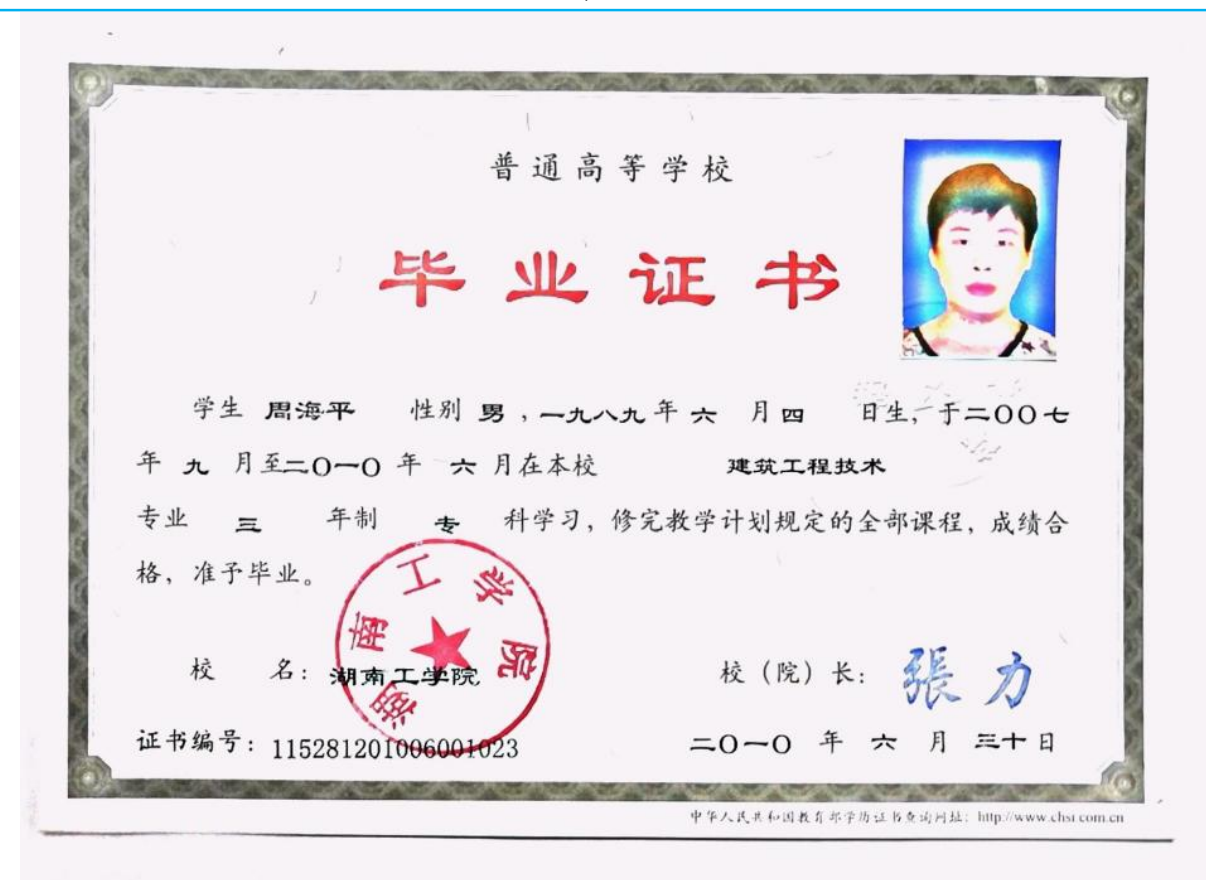 普通高等学校
毕业证书
学生 周海平 性别 男 ,一九八九年 六 月 四 日生, 于二〇〇七
年 九 月至二〇一〇 年 六 月在本校 建筑工程技术
专业 三 年制 专 科学习, 修完教学计划规定的全部课程, 成绩合
格, 准予毕业。
湖南工学院
校 名: 湖南工学院 校 (院) 长: 張力
证书编号: 115281201006001023 二〇一〇 年 六 月 三十日
中华人民共和国教育部学历证书查询网址: http://www.chsi.com.cn